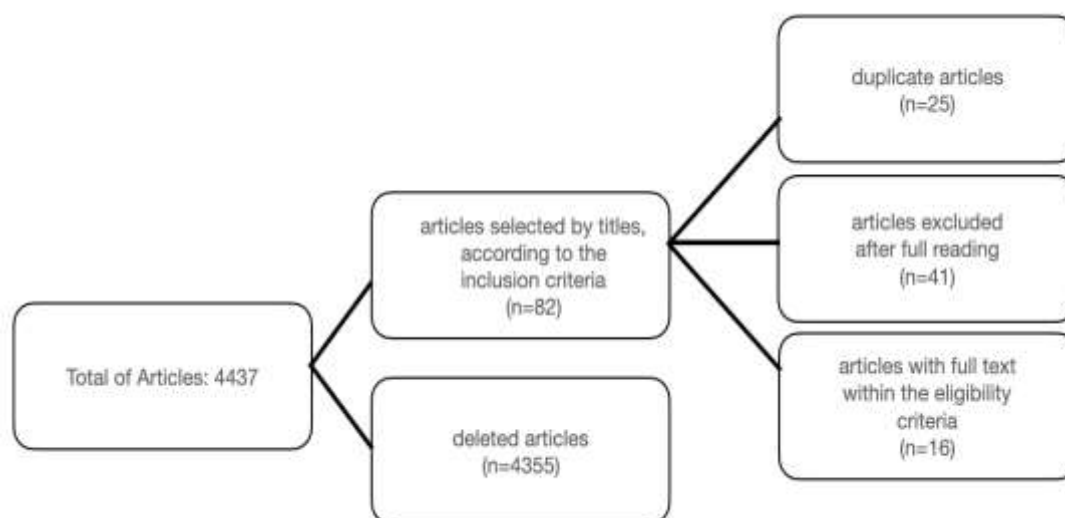 Total of Articles: 4437
articles selected by titles,
according to the
inclusion criteria
(n=82)
deleted articles
(n=4355)
duplicate articles
(n=25)
articles excluded
after full reading
(n=41)
articles with full text
within the eligibility
criteria
(n=16)